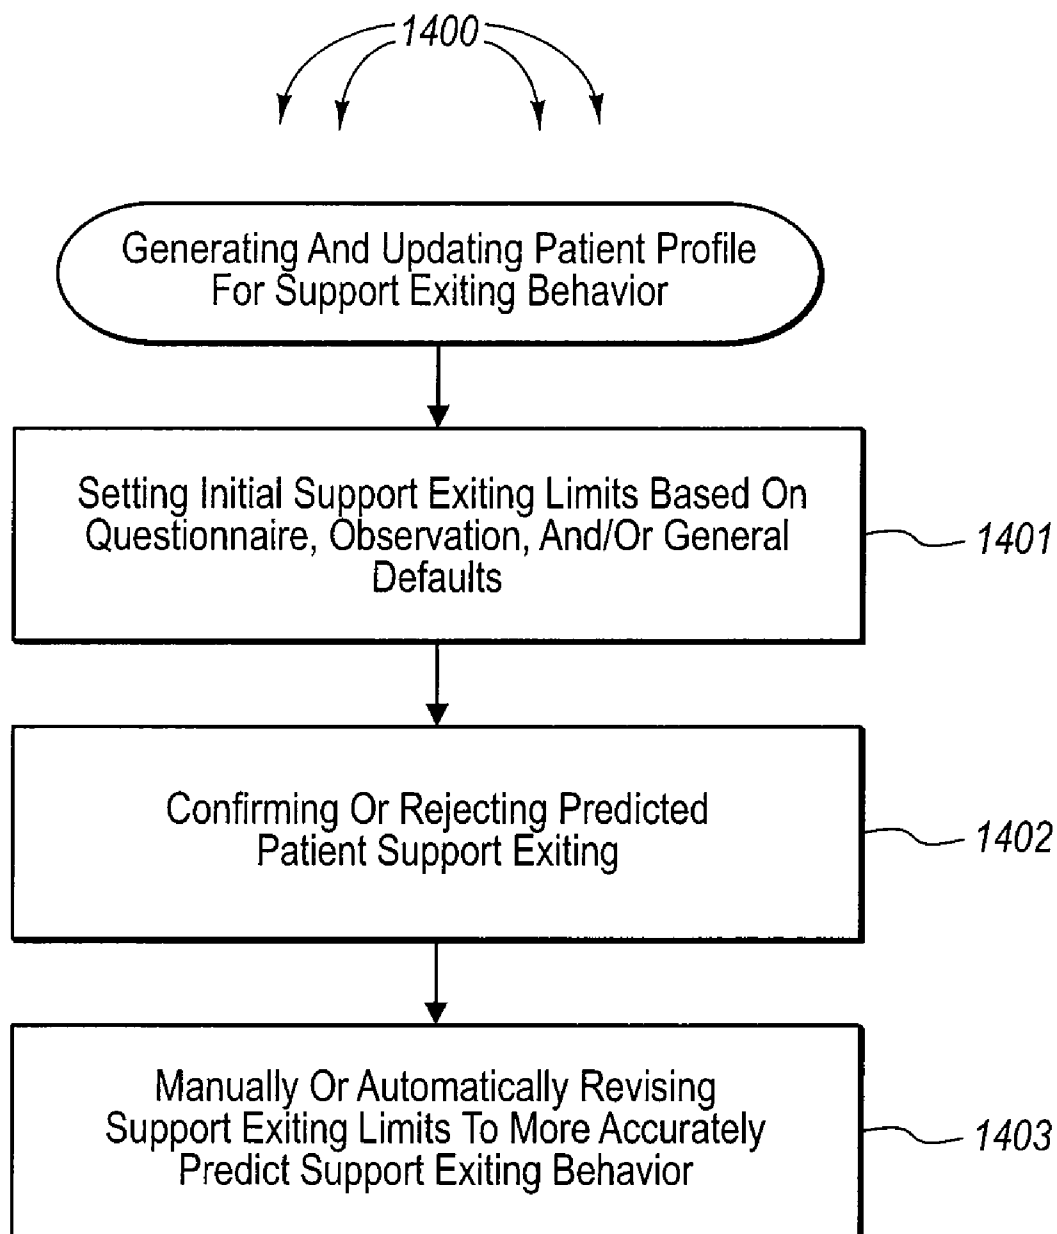 1400
Generating And Updating Patient Profile
For Support Exiting Behavior
Setting Initial Support Exiting Limits Based On
Questionnaire, Observation, And/Or General
Defaults
1401
Confirming Or Rejecting Predicted
Patient Support Exiting
1402
Manually Or Automatically Revising
Support Exiting Limits To More Accurately
Predict Support Exiting Behavior
1403